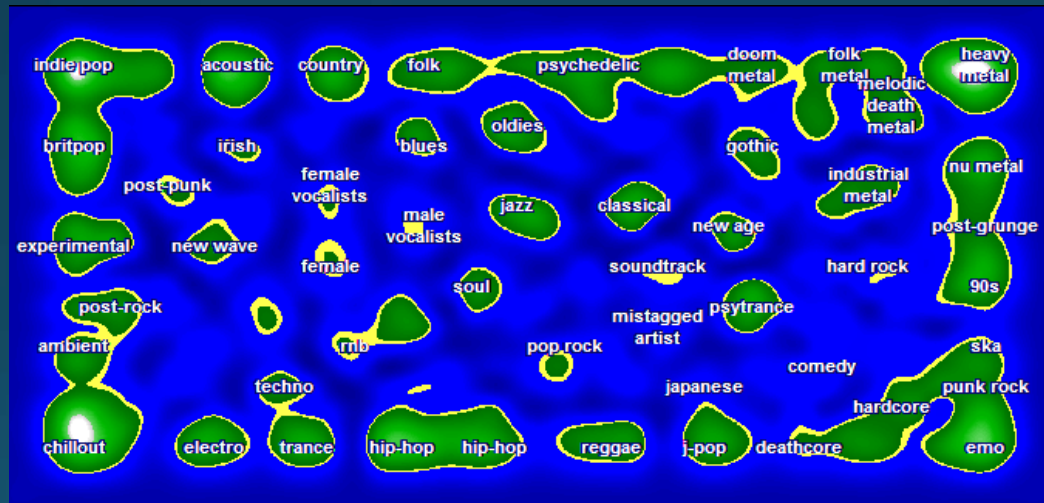 indie pop
acoustic
country
folk
psychedelic
doom
metal
folk
metal
heavy
metal
melodic
death
metal
britpop
irish
blues
oldies
gothic
nu metal
post-punk
female
vocalists
industrial
metal
jazz
classical
male
vocalists
new age
post-grunge
experimental
new wave
female
soundtrack
hard rock
soul
90s
post-rock
psytrance
mistagged
artist
ambient
rnb
pop rock
ska
comedy
techno
japanese
punk rock
hardcore
chillout
electro
trance
hip-hop
hip-hop
reggae
j-pop
deathcore
emo